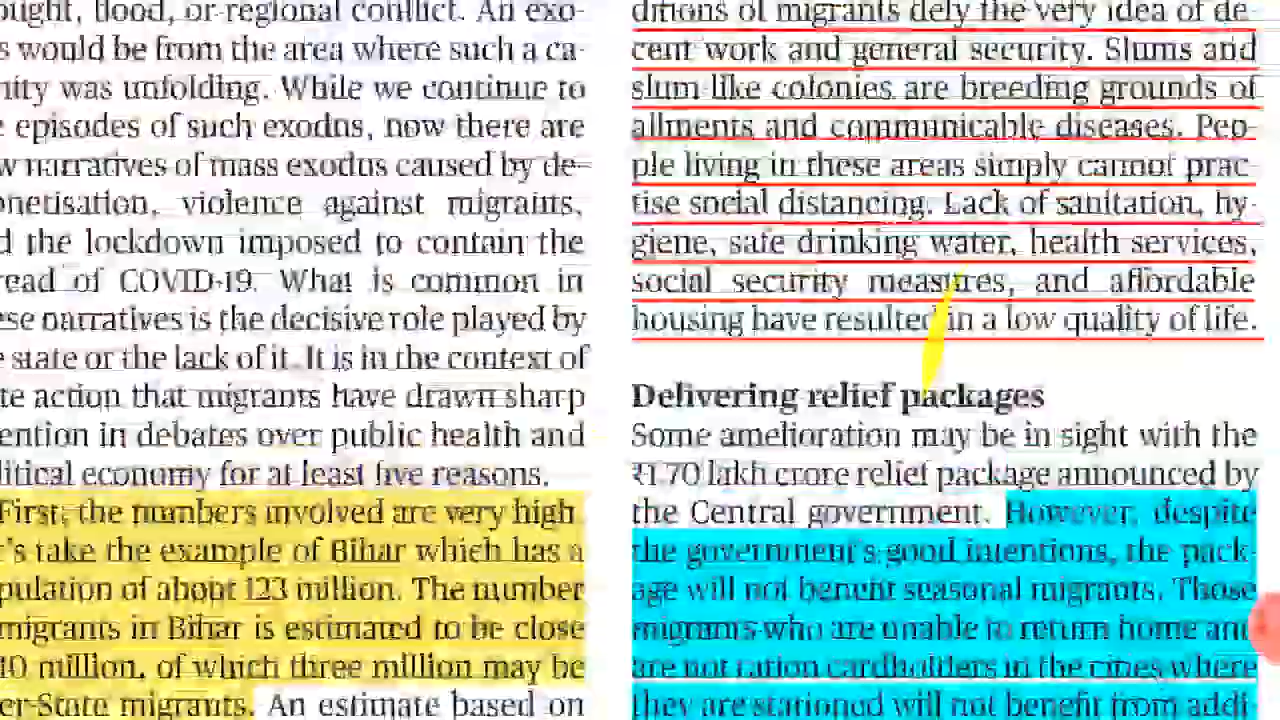 ought, flood, or regional conflict. An exo-
s would be from the area where such a ca-
nity was unfolding. While we continue to
e episodes of such exodus, now there are
w narratives of mass exodus caused by de-
onetisation, violence against migrants,
d the lockdown imposed to contain the
read of COVID-19. What is common in
ese narratives is the decisive role played by
e state or the lack of it. It is in the context of
te action that migrants have drawn sharp
ention in debates over public health and
litical economy for at least five reasons.
First, the numbers involved are very high.
t's take the example of Bihar which has a
pulation of about 123 million. The number
migrants in Bihar is estimated to be close
10 million, of which three million may be
er-State migrants. An estimate based on
ditions of migrants defy the very idea of de-
cent work and general security. Slums and
slum-like colonies are breeding grounds of
ailments and communicable diseases. Peo-
ple living in these areas simply cannot prac-
tise social distancing. Lack of sanitation, hy-
giene, safe drinking water, health services,
social security measures, and affordable
housing have resulted in a low quality of life.
Delivering relief packages
Some amelioration may be in sight with the
₹1.70 lakh crore relief package announced by
the Central government. However, despite
the government's good intentions, the pack-
age will not benefit seasonal migrants. Those
migrants who are unable to return home and
are not ration cardholders in the cities where
they are stationed will not benefit from addi-